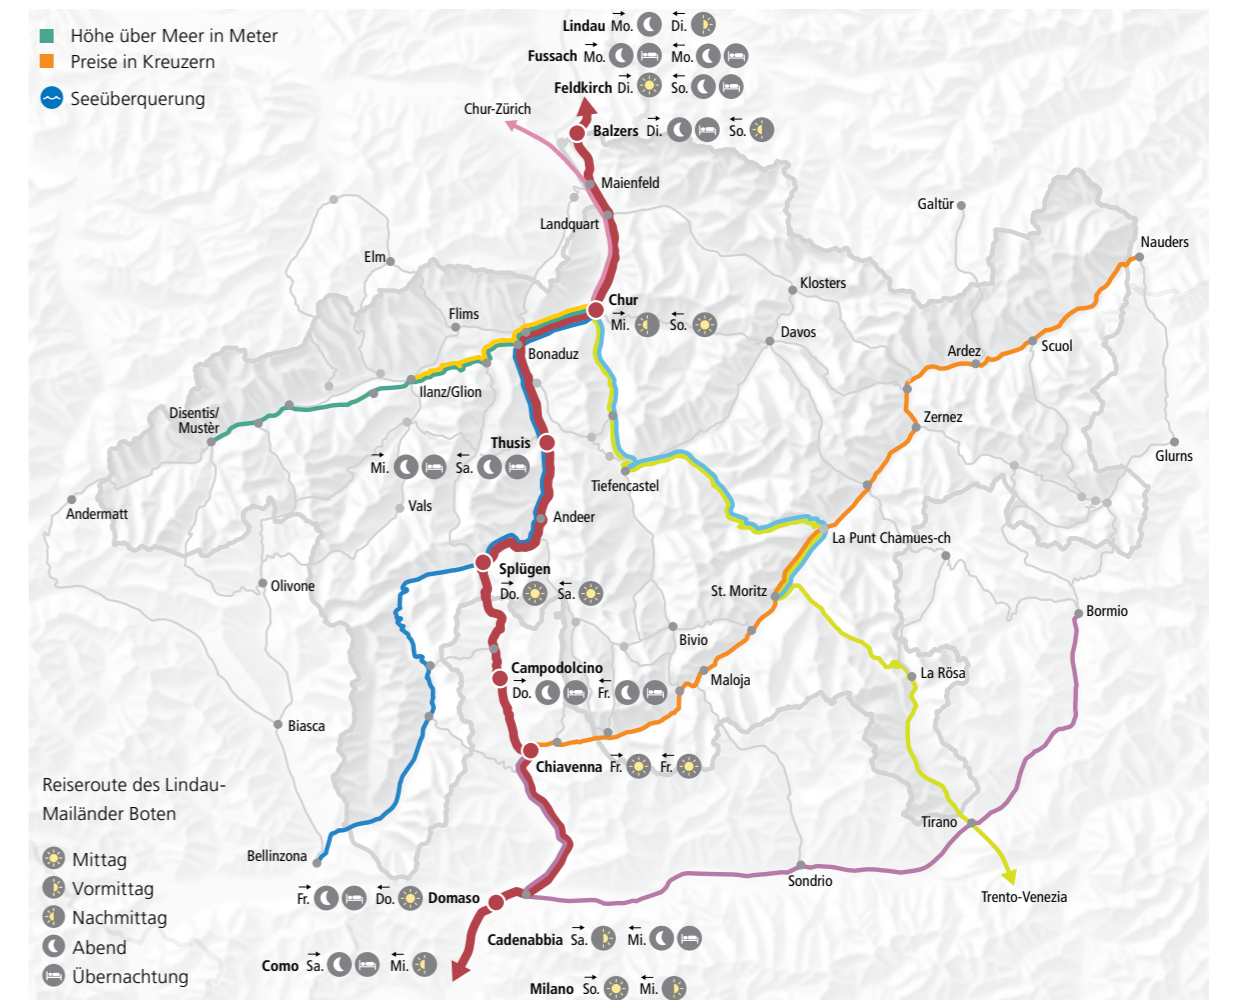 Höhe über Meer in Meter
Preise in Kreuzern
Seeüberquerung
Lindau Mo. Di.
Fussach Mo. Mo.
Feldkirch Di. So.
Chur-Zürich
Balzers Di. So.
Maienfeld
Galtür
Landquart
Nauders
Elm
Klosters
Chur
Mi. So.
Flims
Davos
Scuol
Bonaduz
Ardez
Ilanz/Glion
Disentis/
Mustèr
Zernez
Thusis
Mi. Sa.
Glurns
Tiefencastel
Vals
Andermatt
Andeer
La Punt Chamues-ch
Splügen
Do. Sa.
Olivone
St. Moritz
Bormio
Bivio
Campodolcino
Do. Fr.
Maloja
La Rösa
Biasca
Chiavenna Fr. Fr.
Reiseroute des Lindau-
Mailänder Boten
Tirano
Mittag
Bellinzona
Vormittag
Sondrio
Fr. Do. Domaso
Trento-Venezia
Nachmittag
Cadenabbia Sa. Mi.
Abend
Como Sa. Mi.
Übernachtung
Milano So. Mi.